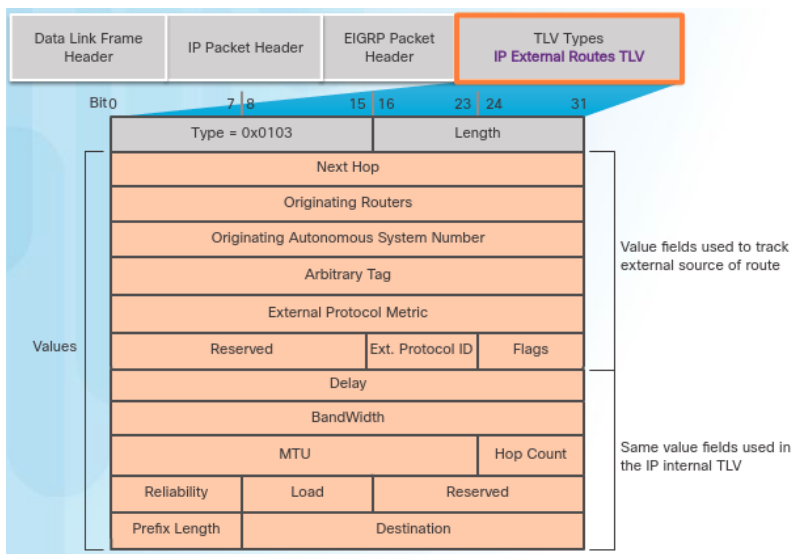 Data Link Frame
Header
IP Packet Header
EIGRP Packet
Header
TLV Types
IP External Routes TLV
Bit 0 7 8 15 16 23 24 31
Type = 0x0103 Length
Next Hop
Originating Routers
Originating Autonomous System Number
Arbitrary Tag
External Protocol Metric
Reserved Ext. Protocol ID Flags
Value fields used to track
external source of route
Values
Delay
BandWidth
MTU Hop Count
Reliability Load Reserved
Prefix Length Destination
Same value fields used in
the IP internal TLV